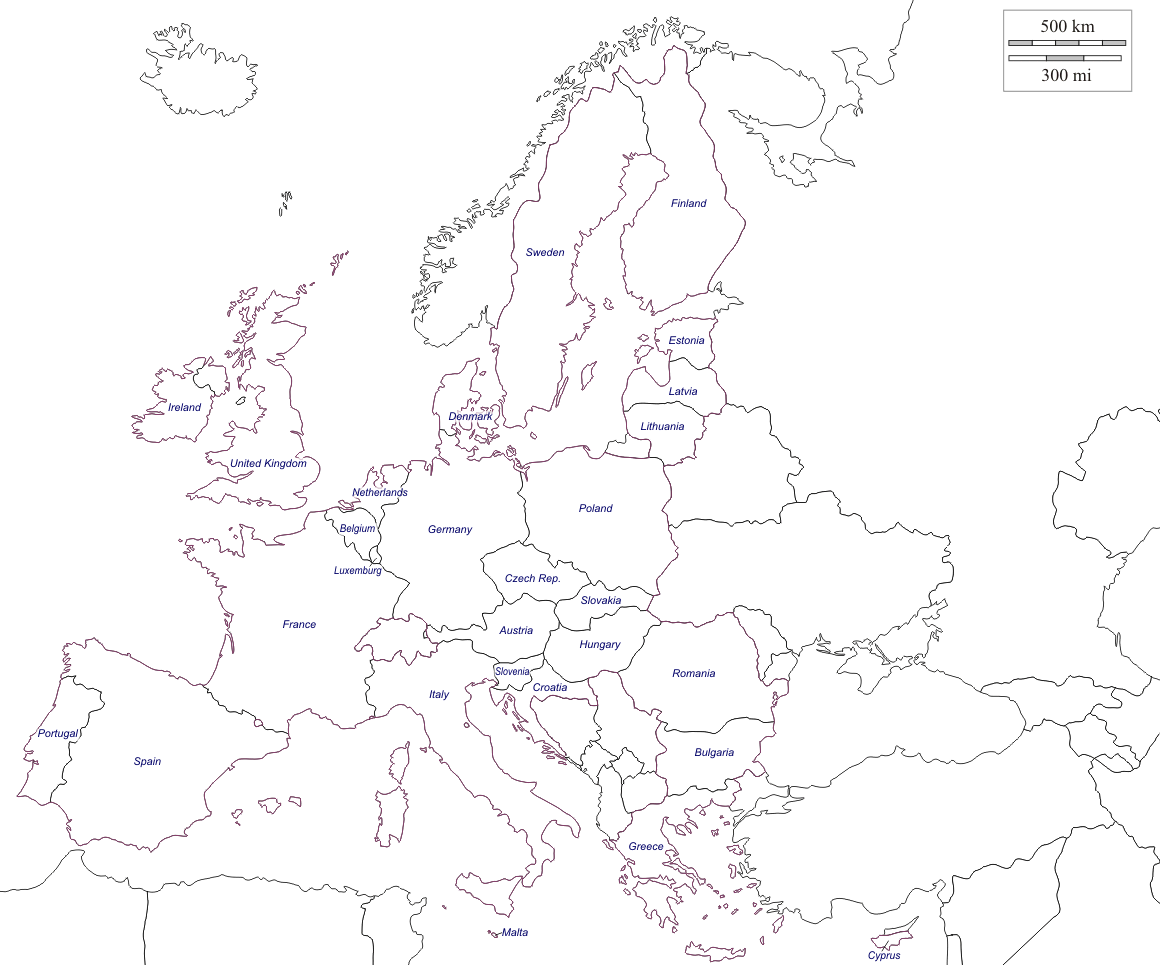 500 km
300 mi
Finland
Sweden
Estonia
Latvia
Ireland
Denmark
Lithuania
United Kingdom
Netherlands
Poland
Belgium
Germany
Luxemburg
Czech Rep.
Slovakia
France
Austria
Hungary
Slovenia
Romania
Croatia
Italy
Portugal
Bulgaria
Spain
Greece
Malta
Cyprus